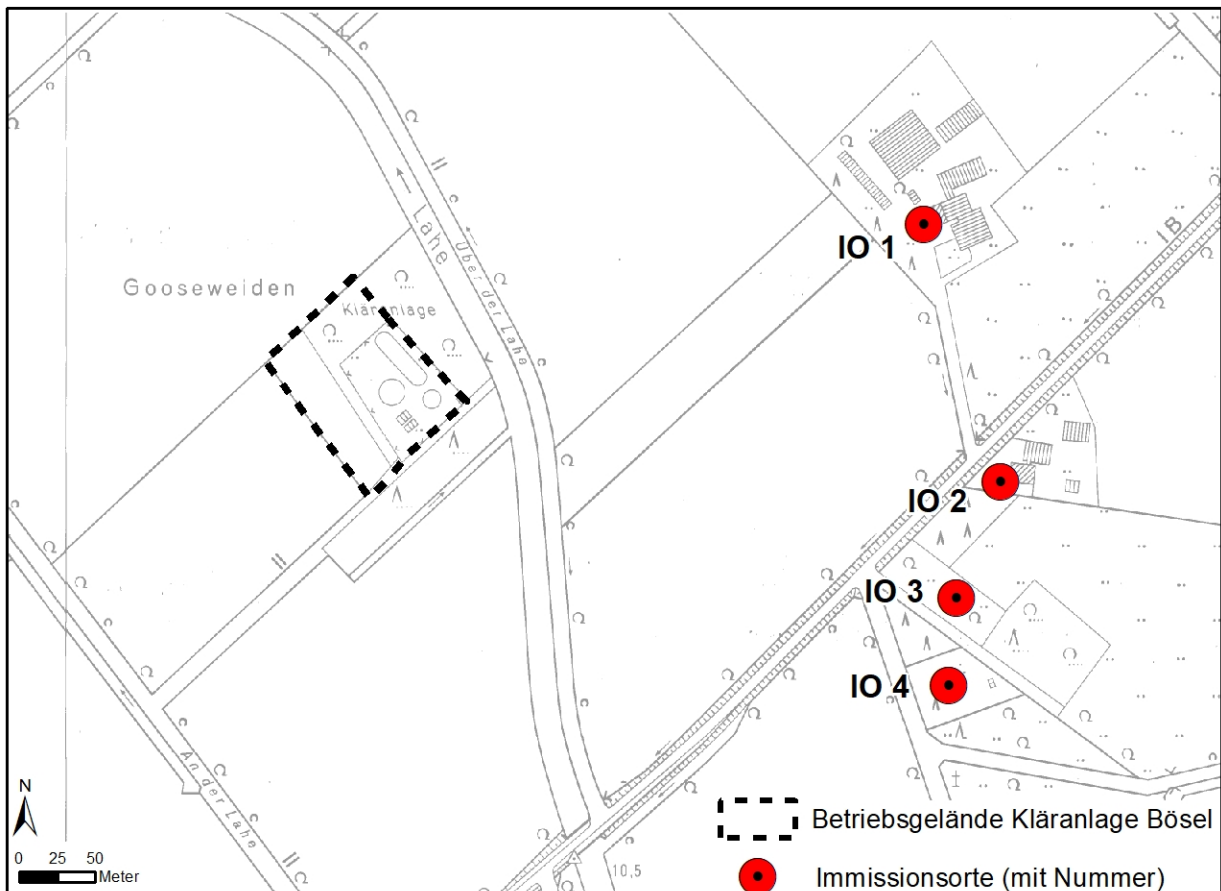 Lahe
Über der Lahe
Gooseweiden
Kläranlage
IO 1
18
IO 2
IO 3
IO 4
An der Lahe
N
0 25 50
Meter
10,5
Betriebsgelände Kläranlage Bösel
Immissionsorte (mit Nummer)